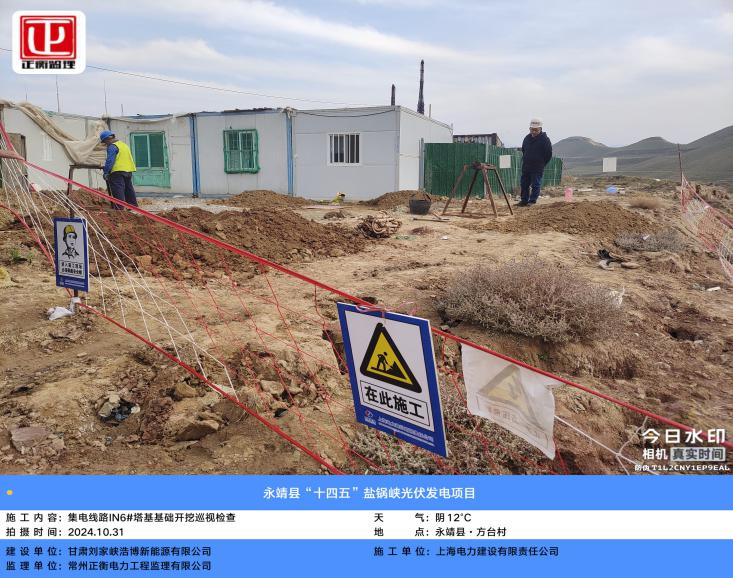 正衡监理
在此施工
今日水印
相机 真实时间
防伪 T1L2CNY1EP9EAL
永靖县“十四五”盐锅峡光伏发电项目
施工内容：集电线路IN6#塔基基础开挖巡视检查
天气：阴 12℃
拍摄时间：2024.10.31
地点：永靖县·方台村
建设单位：甘肃刘家峡浩博新能源有限公司
施工单位：上海电力建设有限责任公司
监理单位：常州正衡电力工程监理有限公司